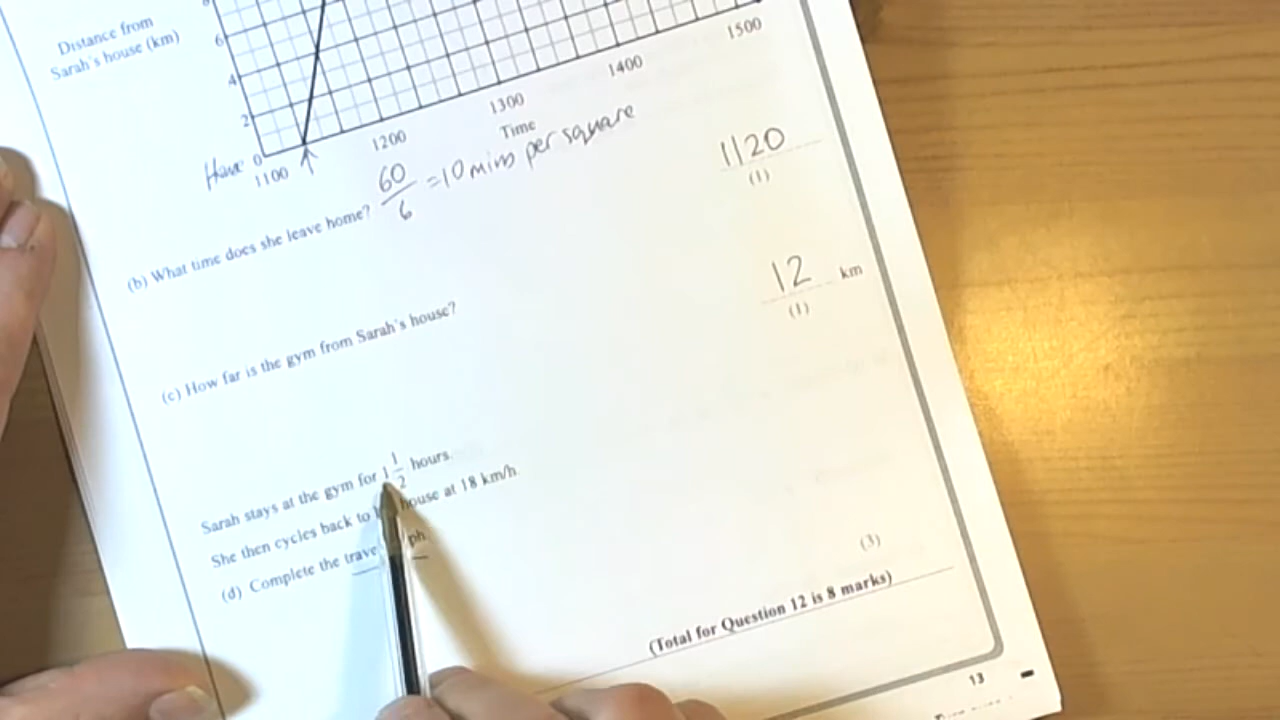 Distance from
Sarah's house (km)
6
4
2
0
Home
1100
1200
1300
1400
1500
Time
60
6
=10 mins per square
(b) What time does she leave home?
1120
(1)
(c) How far is the gym from Sarah's house?
12 km
(1)
Sarah stays at the gym for 1 1/2 hours.
She then cycles back to house at 18 km/h.
(d) Complete the
(3)
(Total for Question 12 is 8 marks)
13